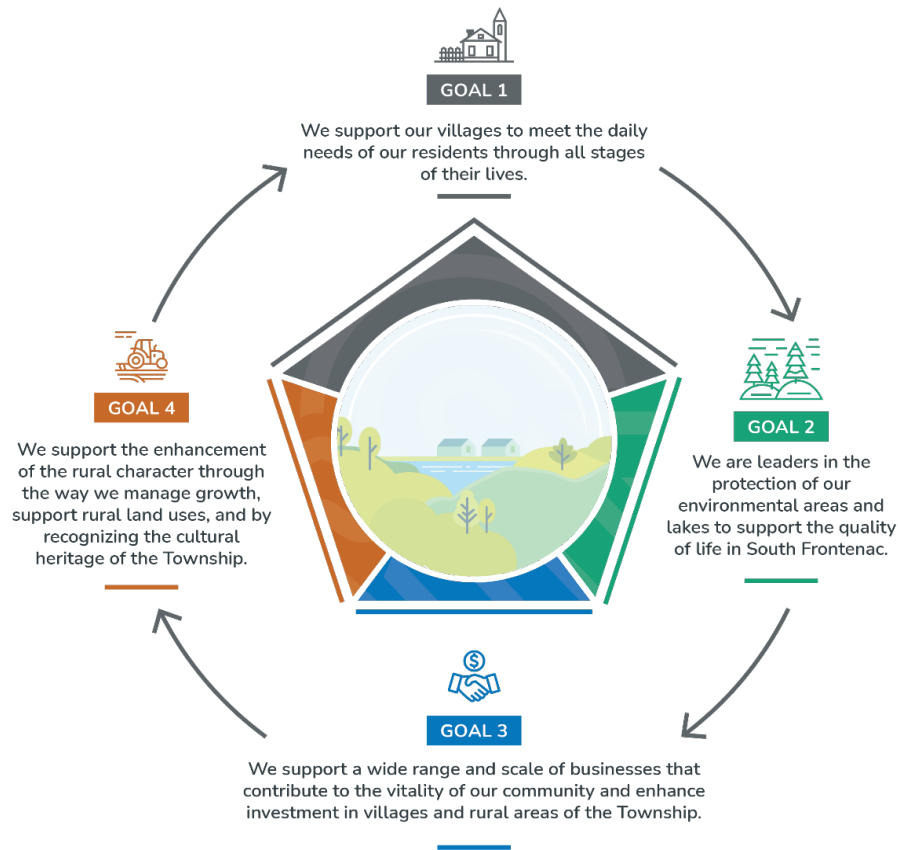 GOAL 1
We support our villages to meet the daily
needs of our residents through all stages
of their lives.
GOAL 2
We are leaders in the
protection of our
environmental areas and
lakes to support the quality
of life in South Frontenac.
$
GOAL 3
We support a wide range and scale of businesses that
contribute to the vitality of our community and enhance
investment in villages and rural areas of the Township.
GOAL 4
We support the enhancement
of the rural character through
the way we manage growth,
support rural land uses, and by
recognizing the cultural
heritage of the Township.